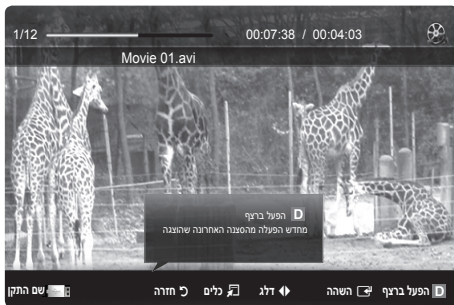 1/12
00:07:38 / 00:04:03
Movie 01.avi
D הפעל ברצף
מחדש הפעלה מהסצנה האחרונה שהוצגה
D הפעל ברצף השהה דלג כלים חזרה שם התקן